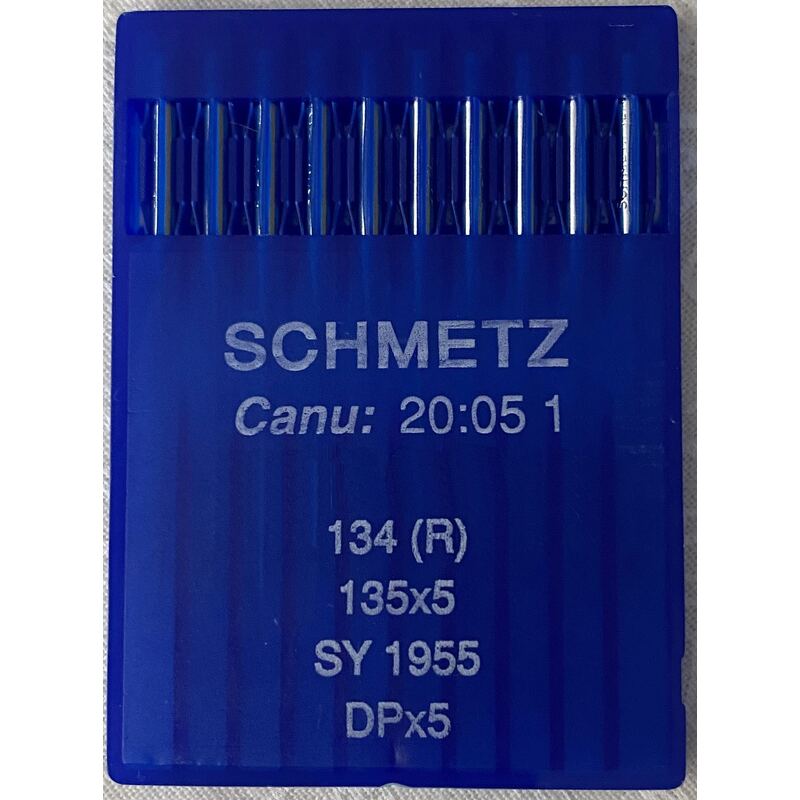 SCHMETZ
Canu: 20:05 1
134 (R)
135x5
SY 1955
DPx5